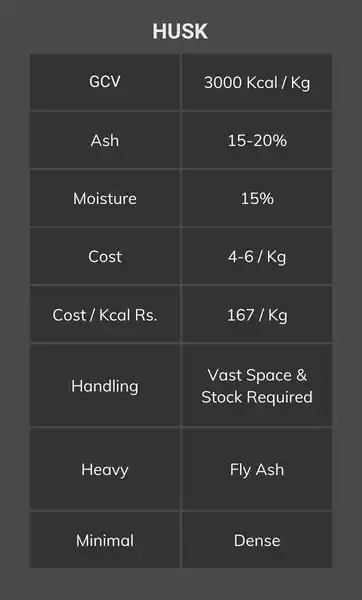 HUSK
GCV 3000 Kcal / Kg
Ash 15-20%
Moisture 15%
Cost 4-6 / Kg
Cost / Kcal Rs. 167 / Kg
Handling Vast Space &
Stock Required
Heavy Fly Ash
Minimal Dense